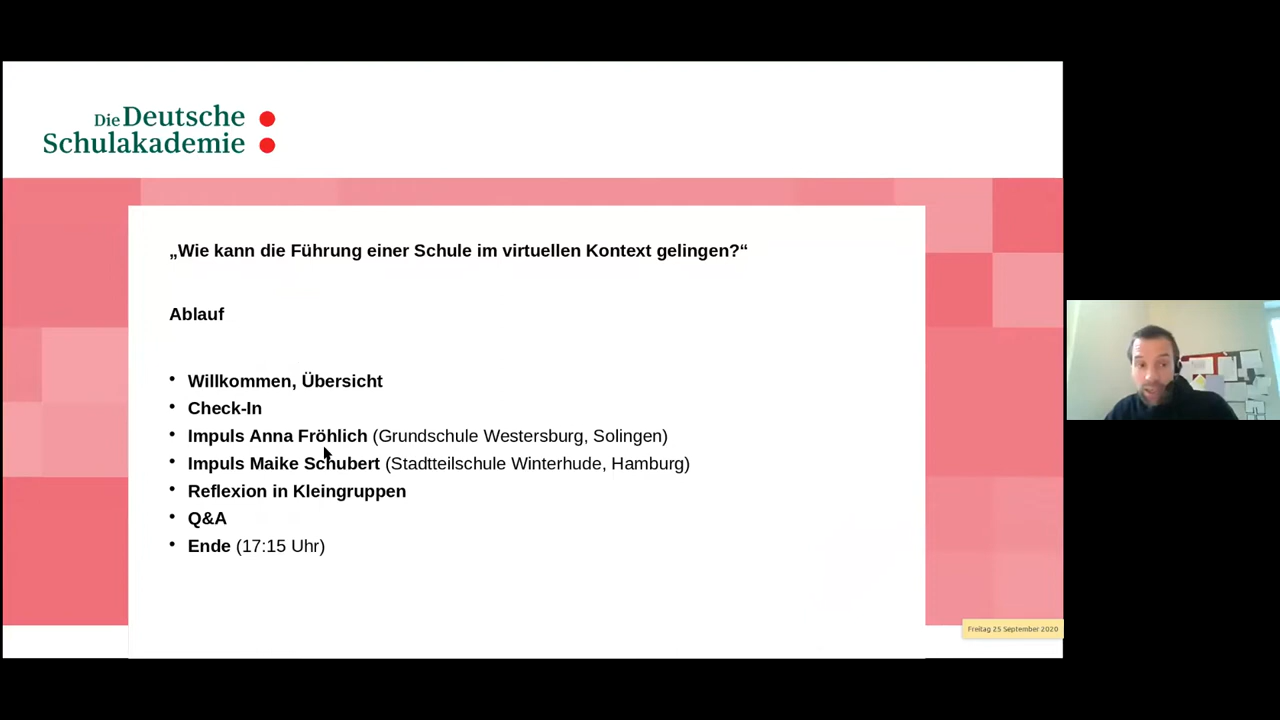 Die Deutsche
Schulakademie
„Wie kann die Führung einer Schule im virtuellen Kontext gelingen?“
Ablauf
• Willkommen, Übersicht
• Check-In
• Impuls Anna Fröhlich (Grundschule Westersburg, Solingen)
• Impuls Maike Schubert (Stadtteilschule Winterhude, Hamburg)
• Reflexion in Kleingruppen
• Q&A
• Ende (17:15 Uhr)
Freitag 25 September 2020